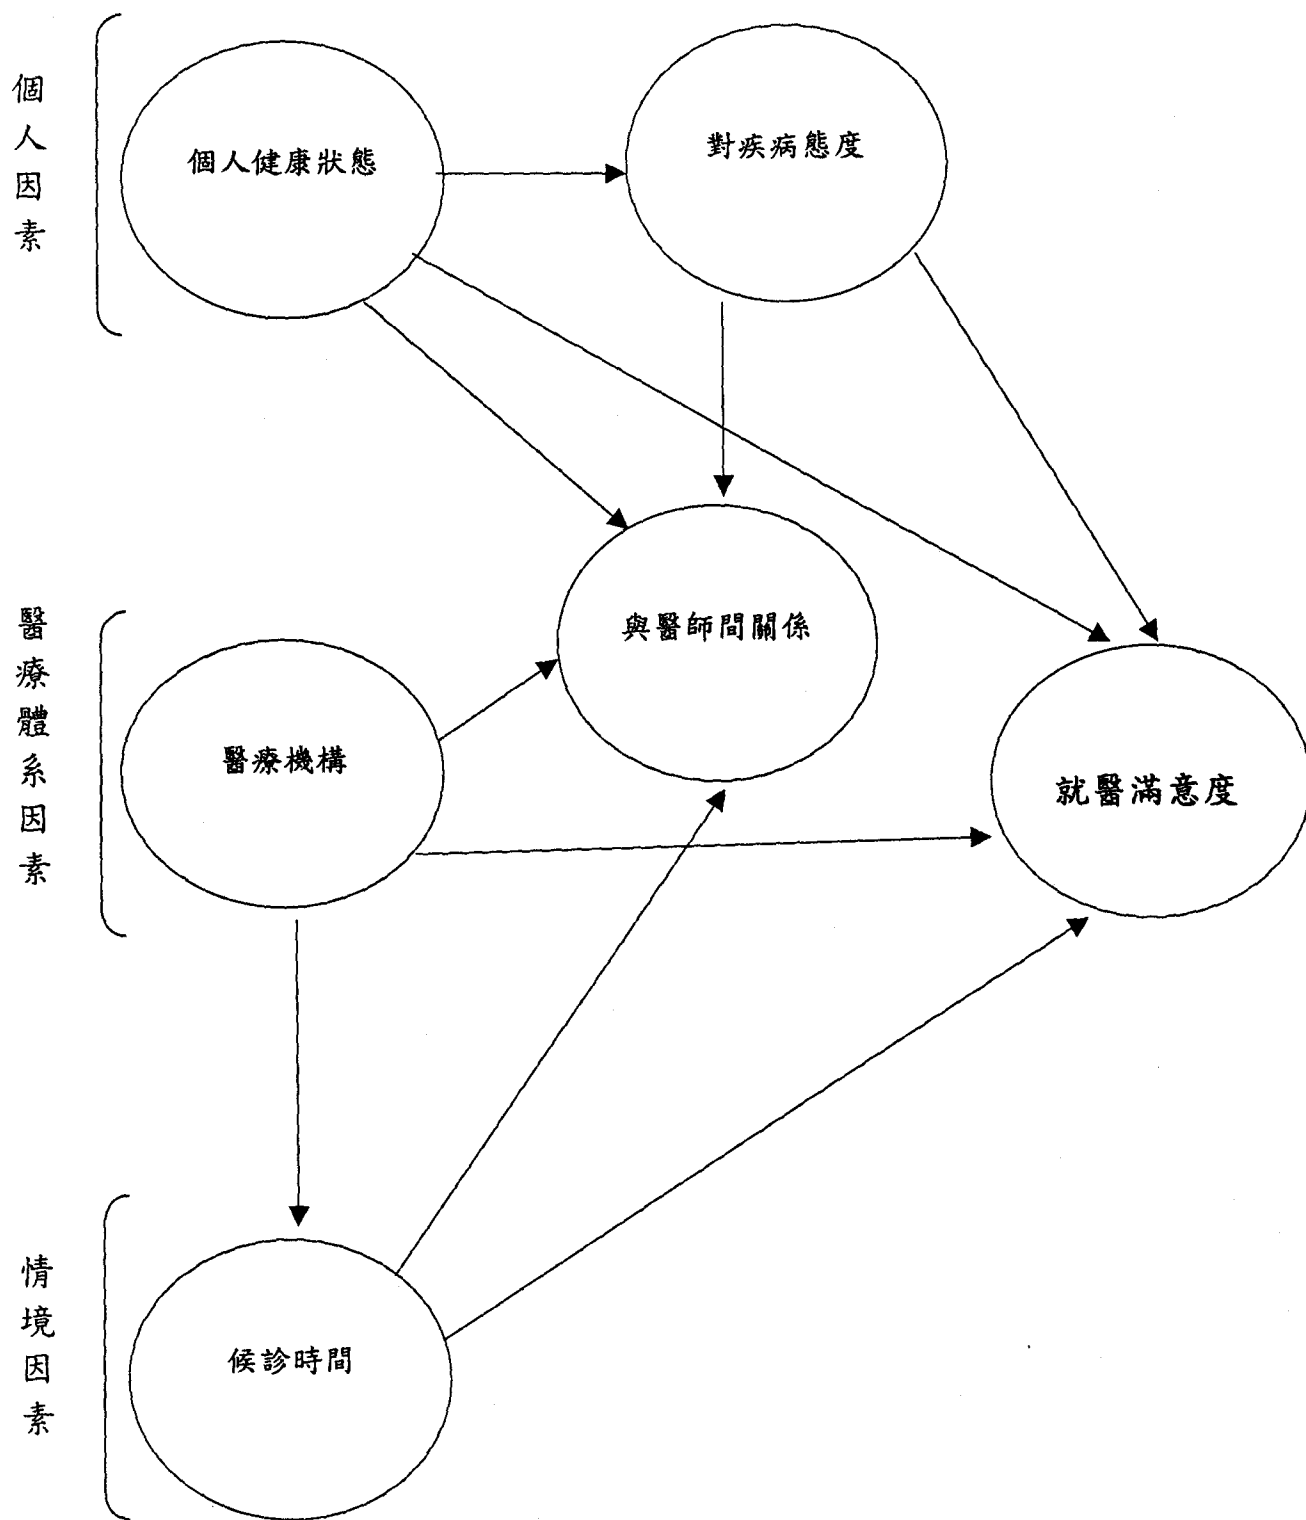 個人因素
個人健康狀態
對疾病態度
醫療體系因素
與醫師間關係
醫療機構
就醫滿意度
情境因素
候診時間